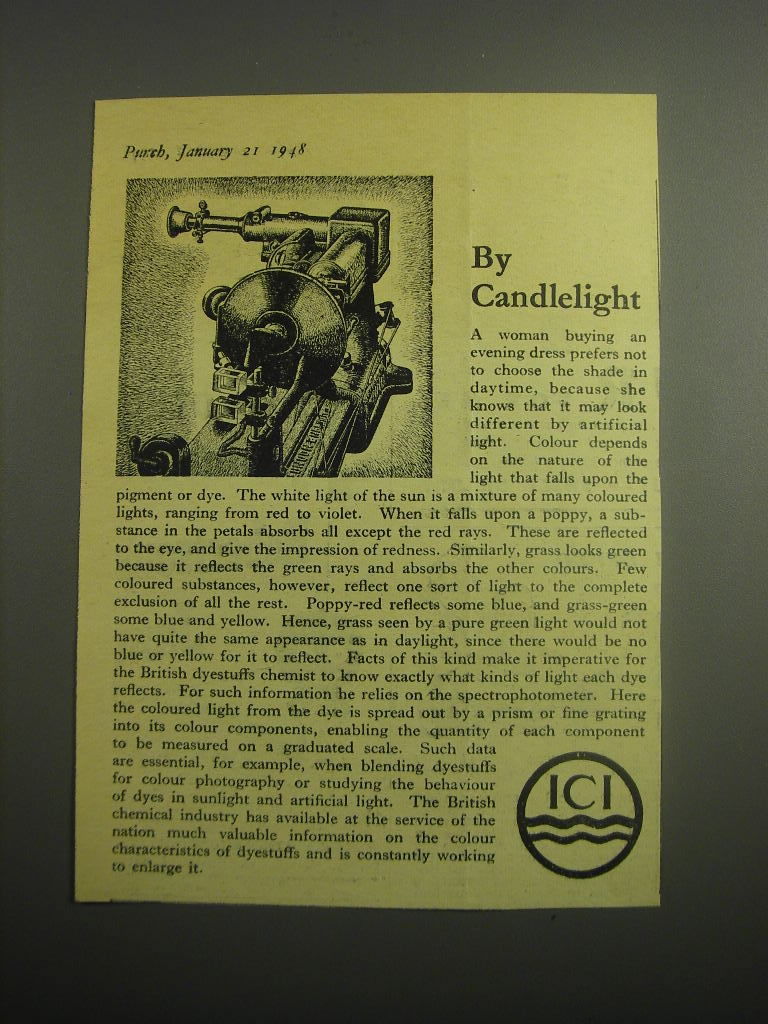 Punch, January 21 1948
By
Candlelight
A woman buying an
evening dress prefers not
to choose the shade in
daytime, because she
knows that it may look
different by artificial
light. Colour depends
on the nature of the
light that falls upon the
pigment or dye. The white light of the sun is a mixture of many coloured
lights, ranging from red to violet. When it falls upon a poppy, a sub-
stance in the petals absorbs all except the red rays. These are reflected
to the eye, and give the impression of redness. Similarly, grass looks green
because it reflects the green rays and absorbs the other colours. Few
coloured substances, however, reflect one sort of light to the complete
exclusion of all the rest. Poppy-red reflects some blue, and grass-green
some blue and yellow. Hence, grass seen by a pure green light would not
have quite the same appearance as in daylight, since there would be no
blue or yellow for it to reflect. Facts of this kind make it imperative for
the British dyestuffs chemist to know exactly what kinds of light each dye
reflects. For such information he relies on the spectrophotometer. Here
the coloured light from the dye is spread out by a prism or fine grating
into its colour components, enabling the quantity of each component
to be measured on a graduated scale. Such data
are essential, for example, when blending dyestuffs
for colour photography or studying the behaviour
of dyes in sunlight and artificial light. The British
chemical industry has available at the service of the
nation much valuable information on the colour
characteristics of dyestuffs and is constantly working
to enlarge it.
ICI